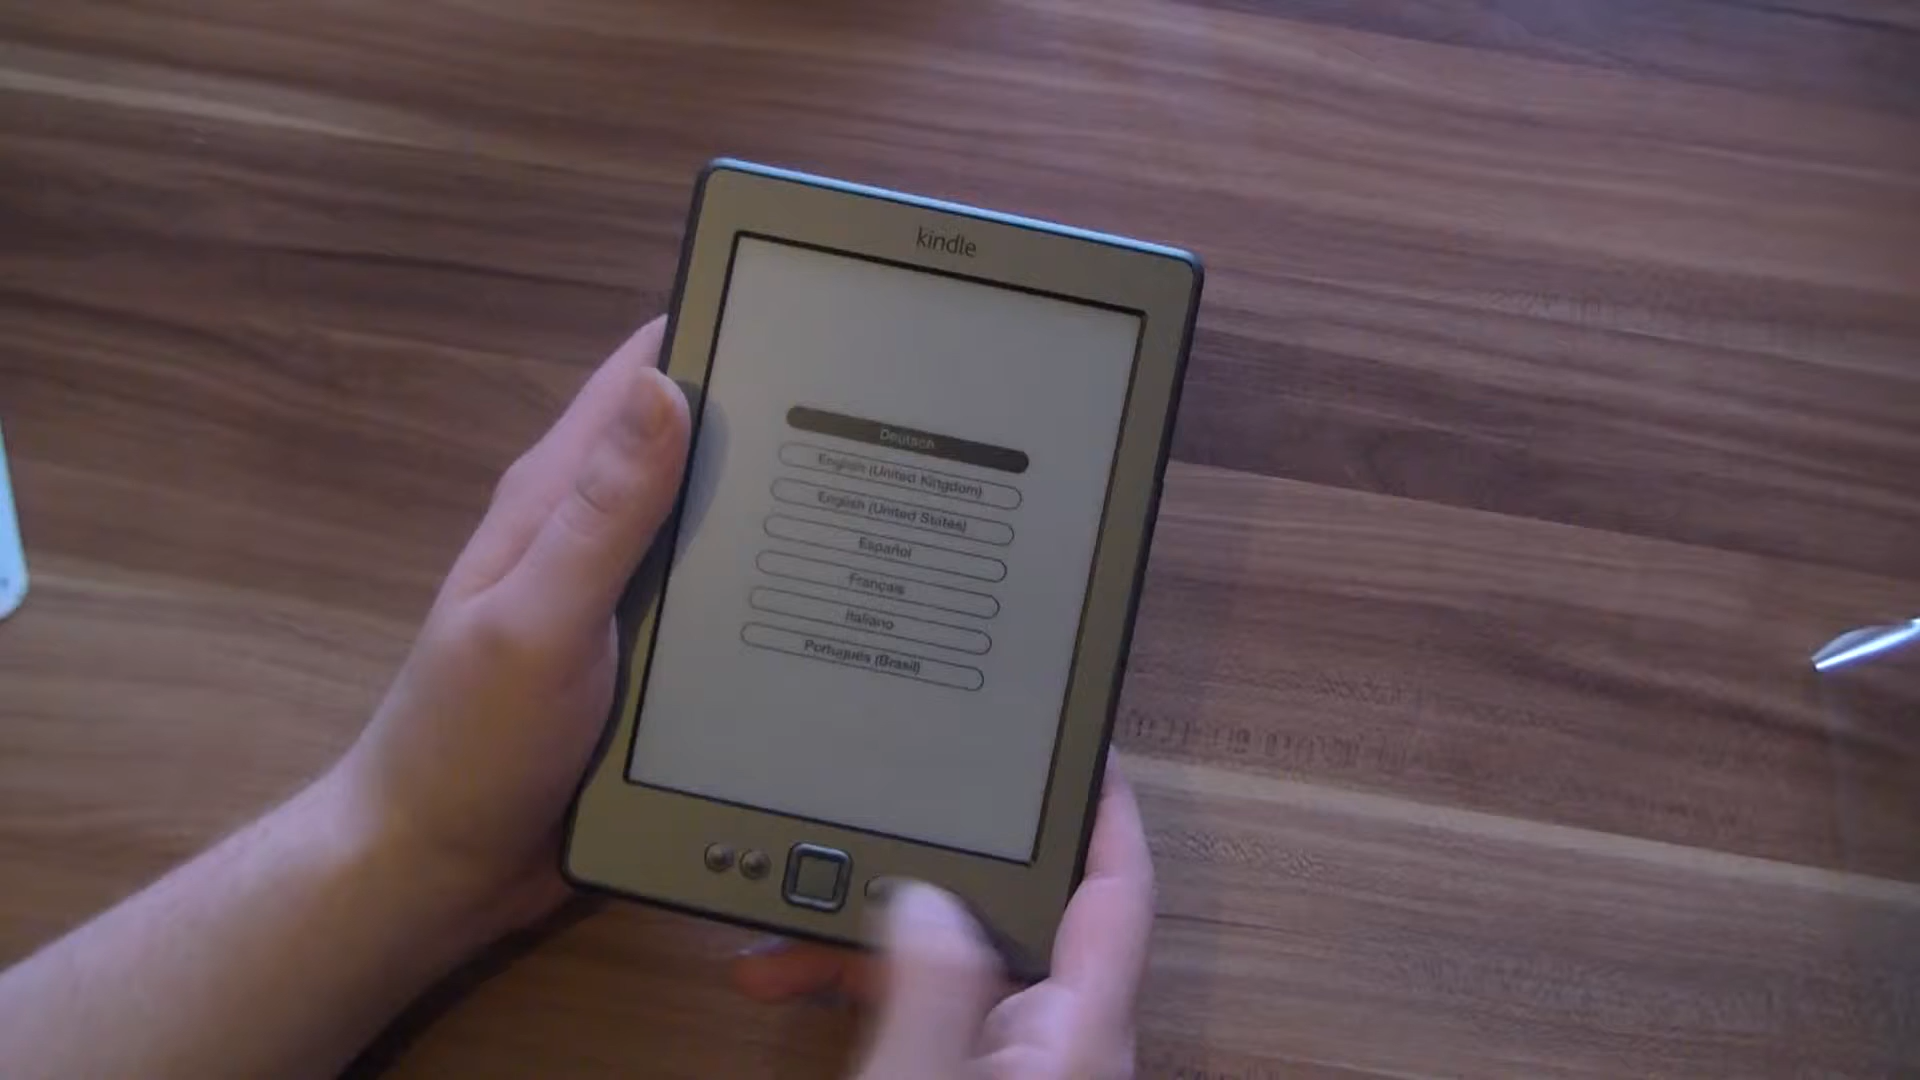 kindle
Deutsch
English (United Kingdom)
English (United States)
Español
Français
Italiano
Português (Brasil)